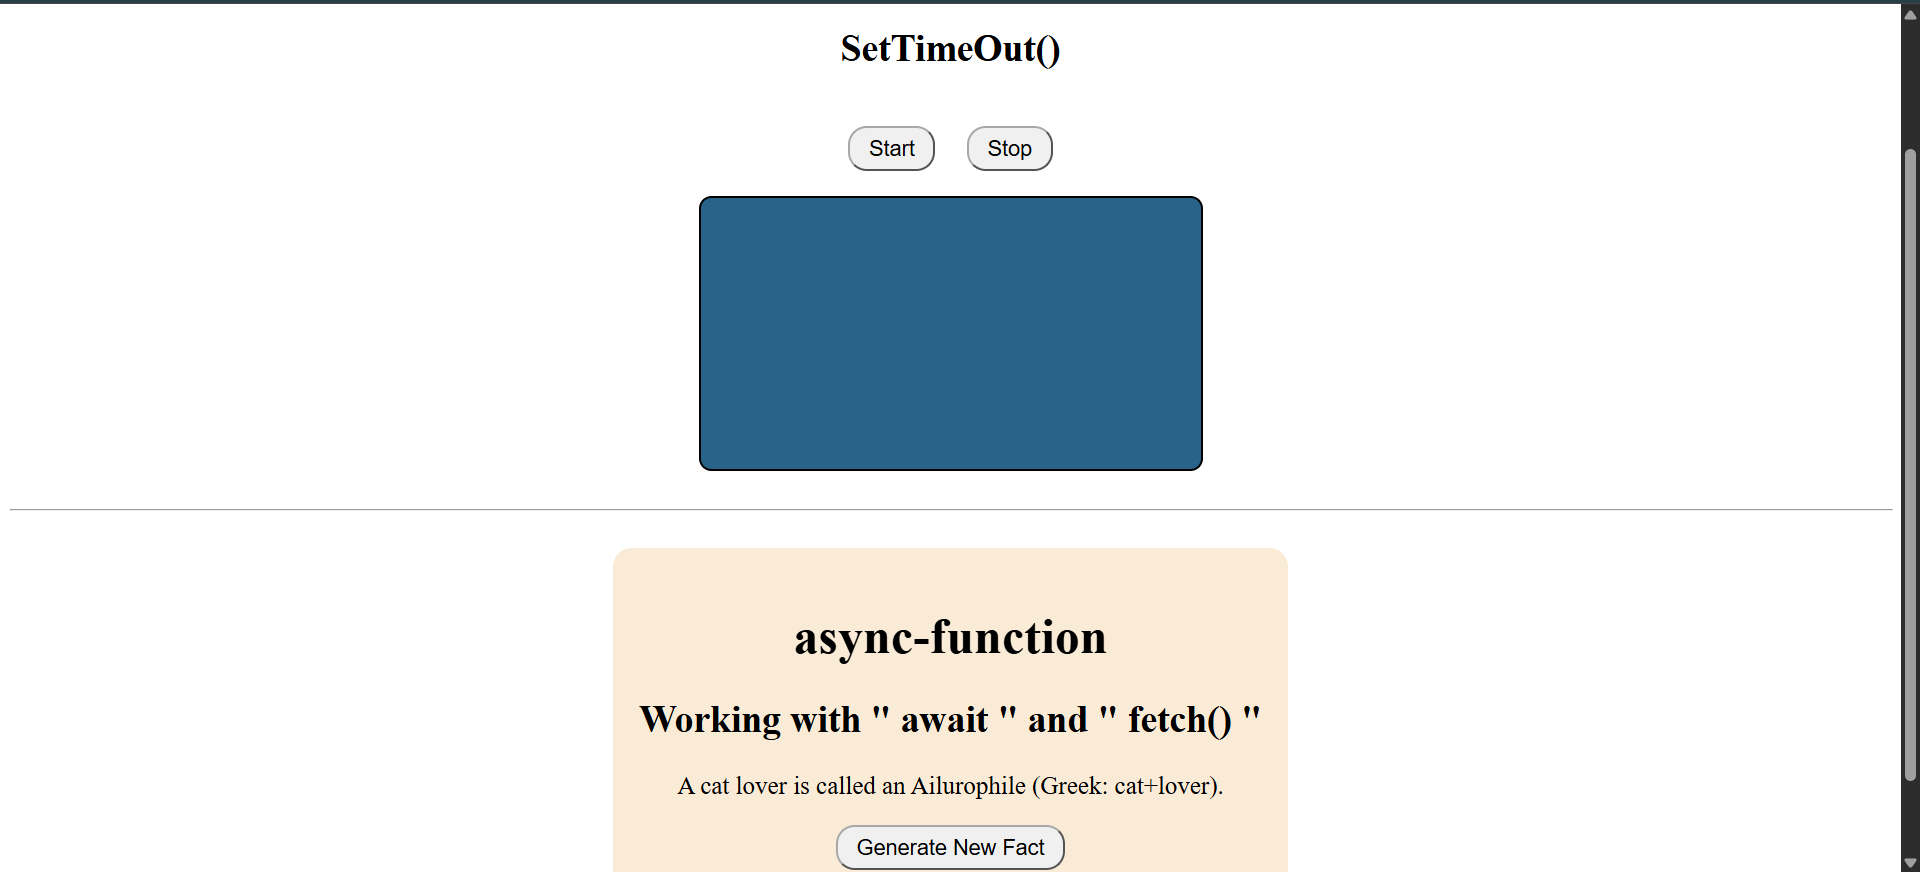 SetTimeOut()
Start Stop
async-function
Working with " await " and " fetch() "
A cat lover is called an Ailurophile (Greek: cat+lover).
Generate New Fact